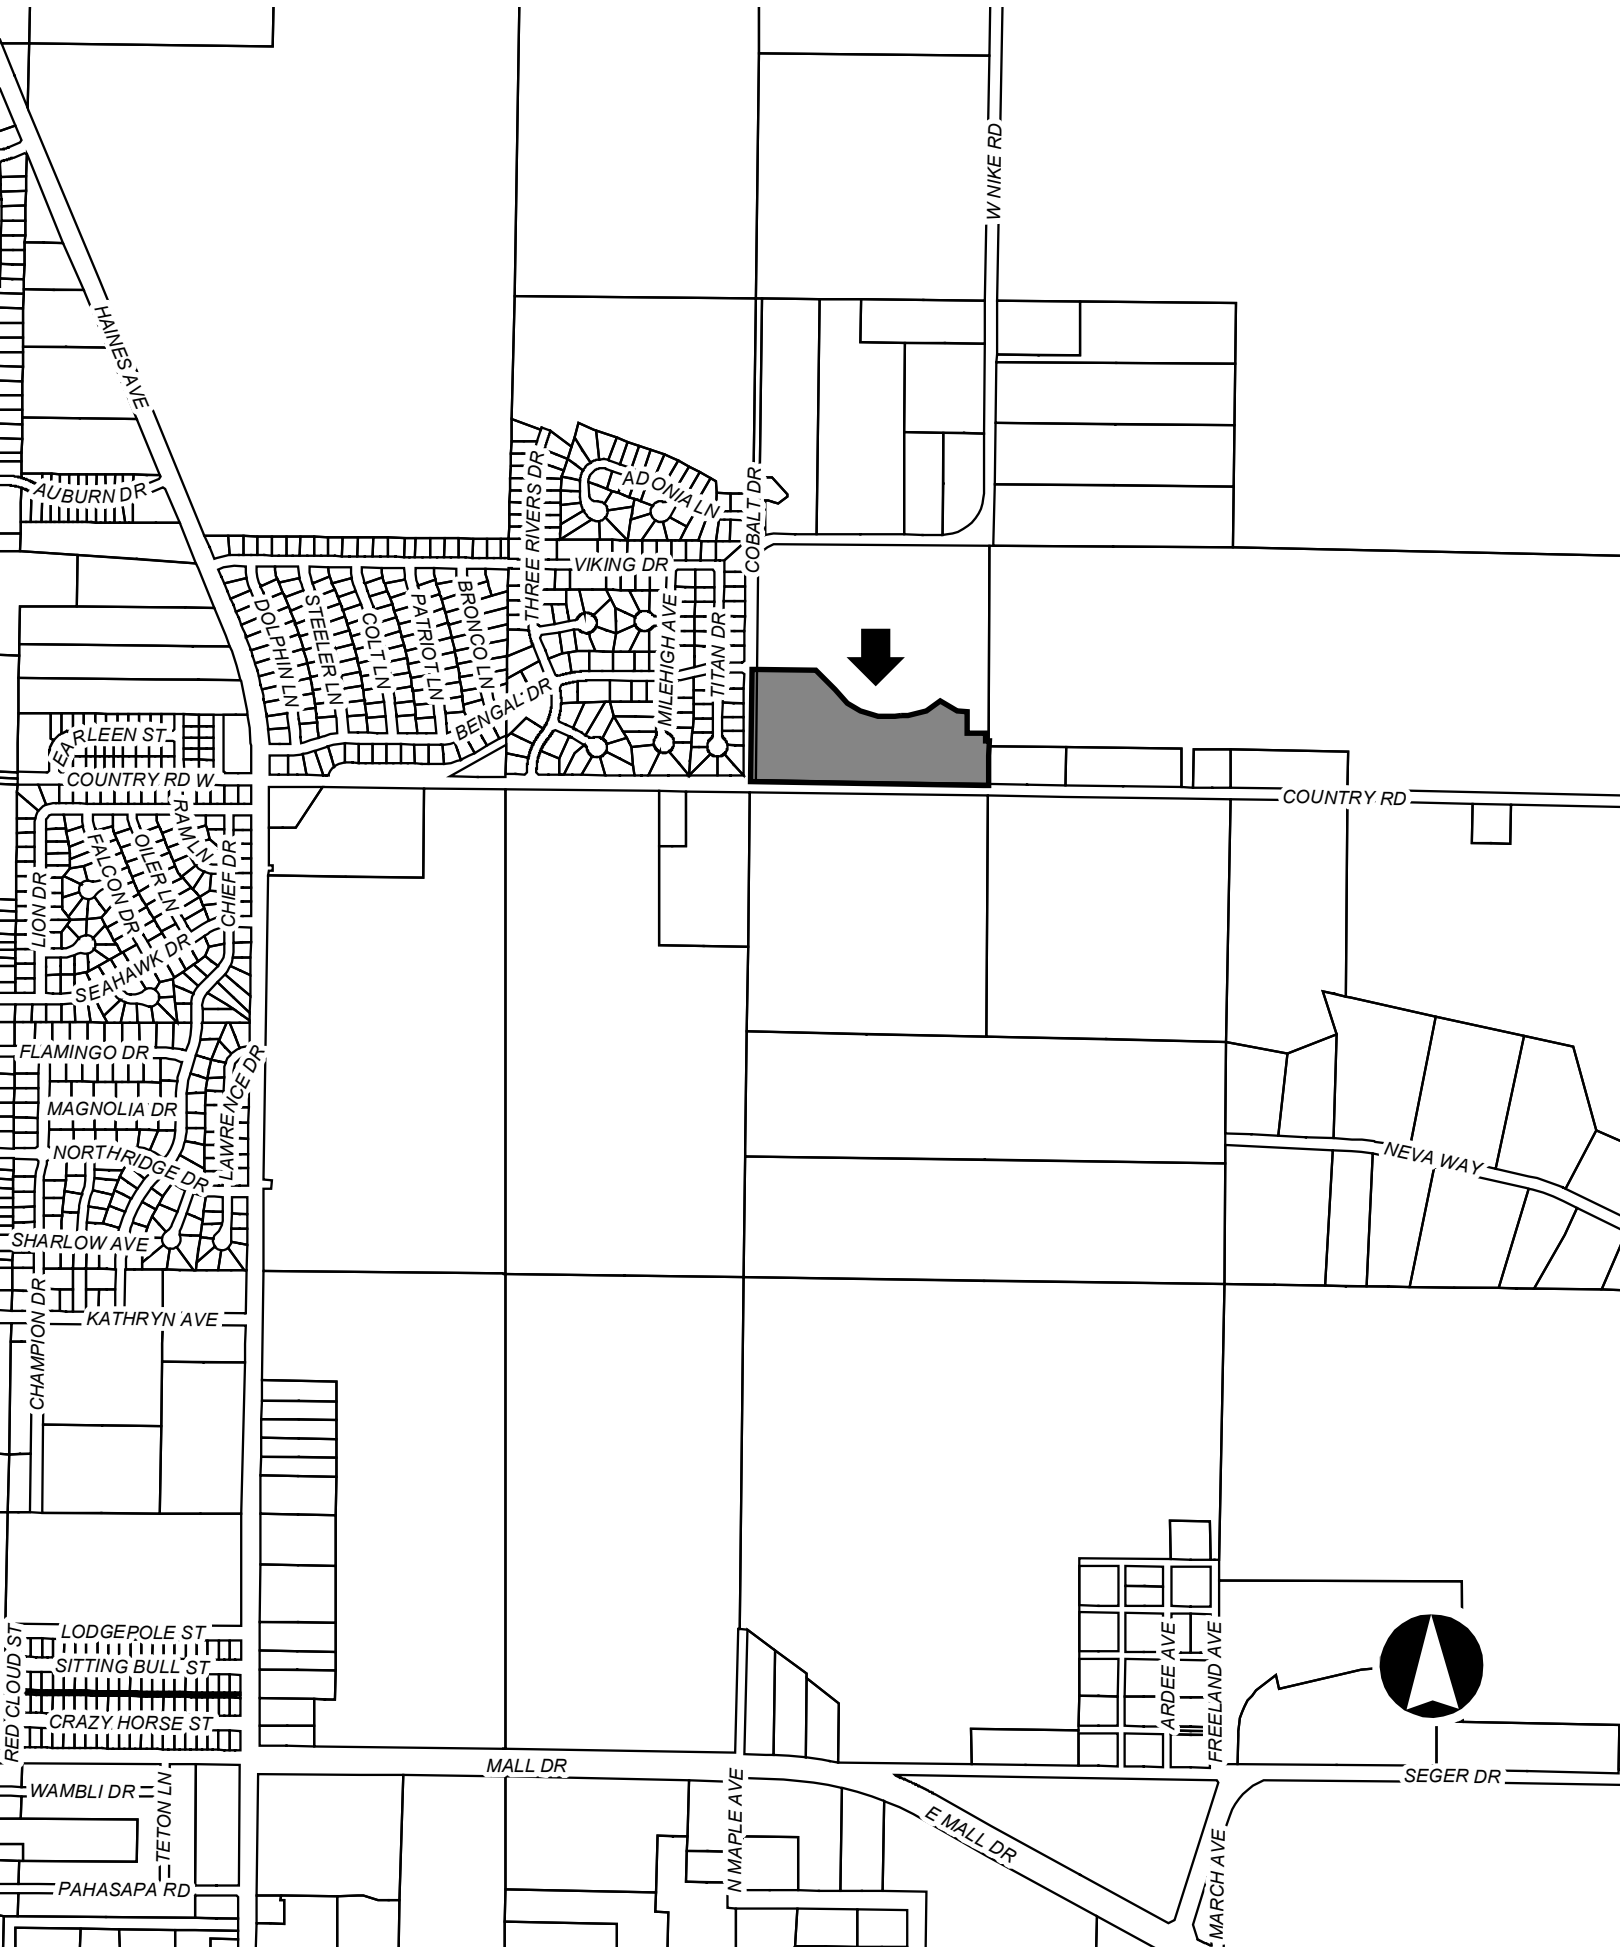 W NIKE RD
HAINES AVE
AUBURN DR
THREE RIVERS DR
ADONIA LN
COBALT DR
VIKING DR
DOLPHIN LN
STEELER LN
COLT LN
PATRIOT LN
BRONCO LN
BENGAL DR
MILEHIGH AVE
TITAN DR
EARLEEN ST
COUNTRY RD W
COUNTRY RD
RAM LN
OILER LN
FALCON DR
CHIEF DR
LION DR
SEAHAWK DR
FLAMINGO DR
LAWRENCE DR
MAGNOLIA DR
NORTHRIDGE DR
NEVA WAY
SHARLOW AVE
CHAMPION DR
KATHRYN AVE
RED CLOUD ST
LODGEPOLE ST
SITTING BULL ST
CRAZY HORSE ST
ARDEE AVE
FREELAND AVE
MALL DR
SEGER DR
WAMBLI DR
TETON LN
N MAPLE AVE
E MALL DR
MARCH AVE
PAHASAPA RD